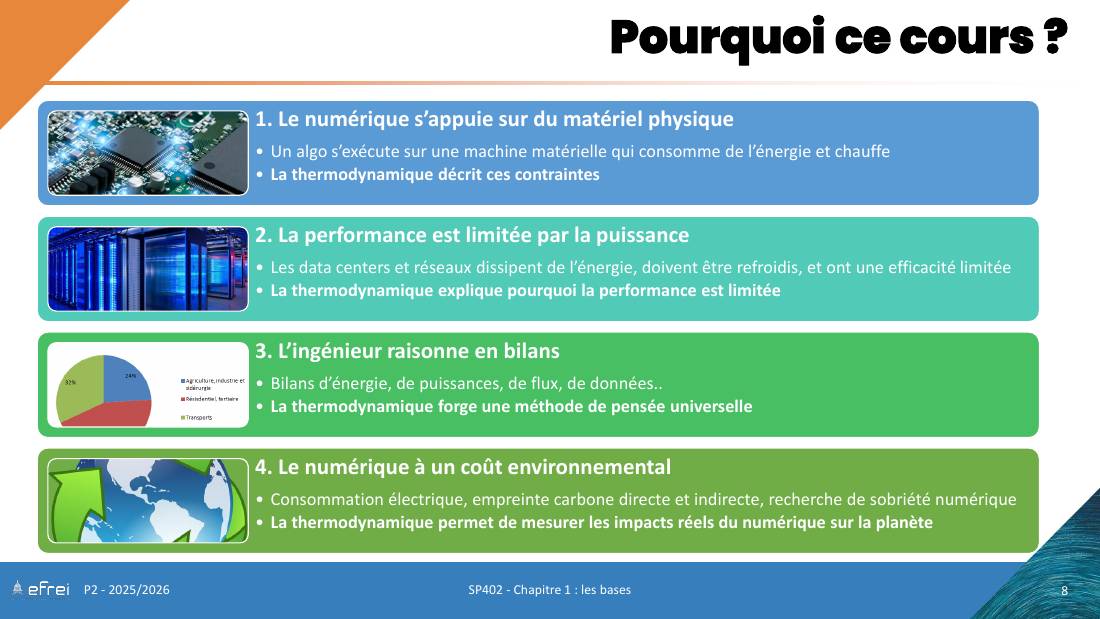 Pourquoi ce cours ?
1. Le numérique s’appuie sur du matériel physique
• Un algo s’exécute sur une machine matérielle qui consomme de l’énergie et chauffe
• La thermodynamique décrit ces contraintes
2. La performance est limitée par la puissance
• Les data centers et réseaux dissipent de l’énergie, doivent être refroidis, et ont une efficacité limitée
• La thermodynamique explique pourquoi la performance est limitée
3. L’ingénieur raisonne en bilans
• Bilans d’énergie, de puissances, de flux, de données..
• La thermodynamique forge une méthode de pensée universelle
32%
24%
Agriculture, industrie et
sidérurgie
Résidentiel, tertiaire
Transports
4. Le numérique à un coût environnemental
• Consommation électrique, empreinte carbone directe et indirecte, recherche de sobriété numérique
• La thermodynamique permet de mesurer les impacts réels du numérique sur la planète
efrei
P2 - 2025/2026
SP402 - Chapitre 1 : les bases
8